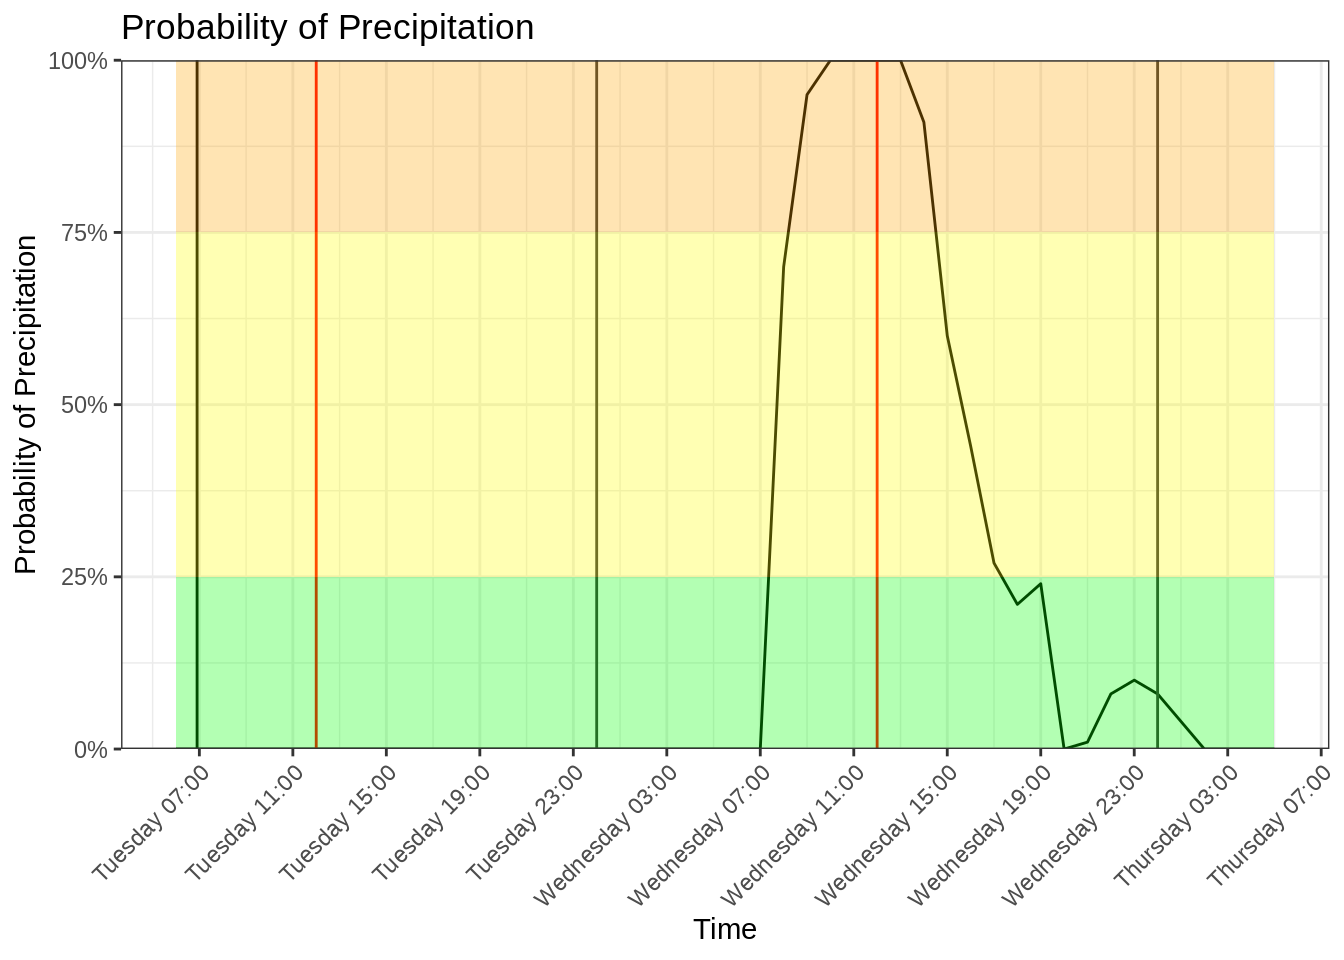 Probability of Precipitation
Probability of Precipitation
100%
75%
50%
25%
0%
Tuesday 07:00
Tuesday 11:00
Tuesday 15:00
Tuesday 19:00
Tuesday 23:00
Wednesday 03:00
Wednesday 07:00
Wednesday 11:00
Wednesday 15:00
Wednesday 19:00
Wednesday 23:00
Thursday 03:00
Thursday 07:00
Time